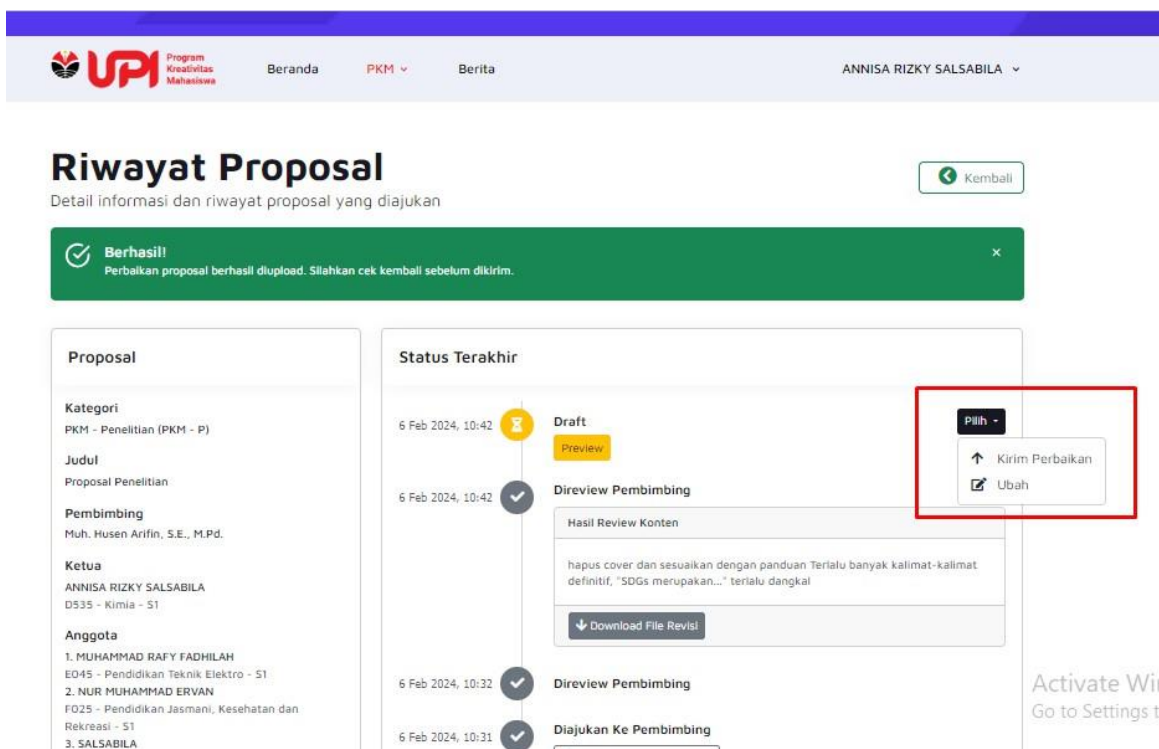 UPI
Program
Kreativitas
Mahasiswa
Beranda
PKM
Berita
ANNISA RIZKY SALSABILA
Riwayat Proposal
Detail informasi dan riwayat proposal yang diajukan
Kembali
Berhasil!
Perbaikan proposal berhasil diupload. Silahkan cek kembali sebelum dikirim.
Proposal
Kategori
PKM - Penelitian (PKM - P)
Judul
Proposal Penelitian
Pembimbing
Muh. Husen Arifin, S.E., M.Pd.
Ketua
ANNISA RIZKY SALSABILA
D535 - Kimia - S1
Anggota
1. MUHAMMAD RAFY FADHILAH
E045 - Pendidikan Teknik Elektro - S1
2. NUR MUHAMMAD ERVAN
F025 - Pendidikan Jasmani, Kesehatan dan
Rekreasi - S1
3. SALSABILA
Status Terakhir
6 Feb 2024, 10:42
Draft
Preview
Pilih
Kirim Perbaikan
Ubah
6 Feb 2024, 10:42
Direview Pembimbing
Hasil Review Konten
hapus cover dan sesuaikan dengan panduan Terlalu banyak kalimat-kalimat
definitif, "SDGs merupakan..." terlalu dangkal
Download File Revisi
6 Feb 2024, 10:32
Direview Pembimbing
6 Feb 2024, 10:31
Diajukan Ke Pembimbing
Activate Wi
Go to Settings t